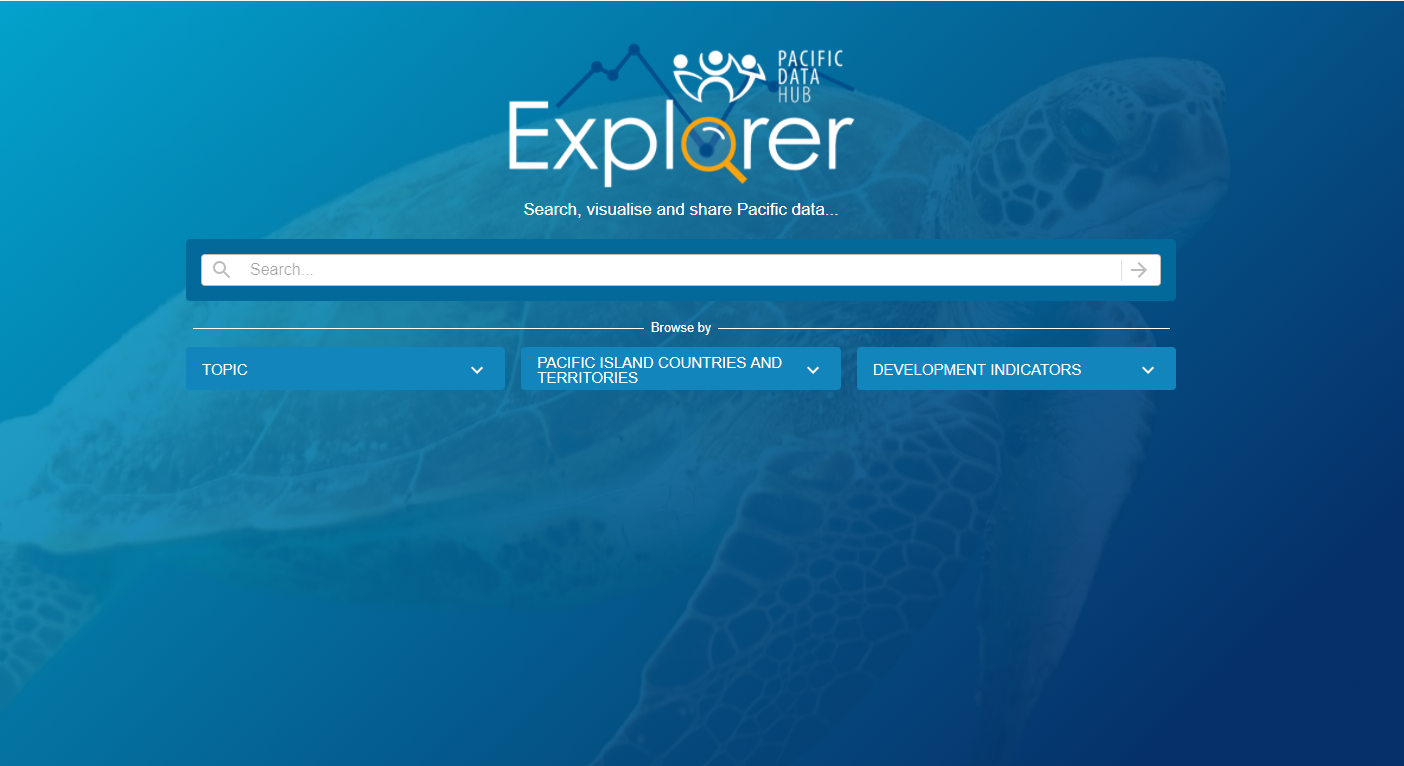 PACIFIC
DATA
HUB
Explorer
Search, visualise and share Pacific data...
Search...
Browse by
TOPIC
PACIFIC ISLAND COUNTRIES AND
TERRITORIES
DEVELOPMENT INDICATORS